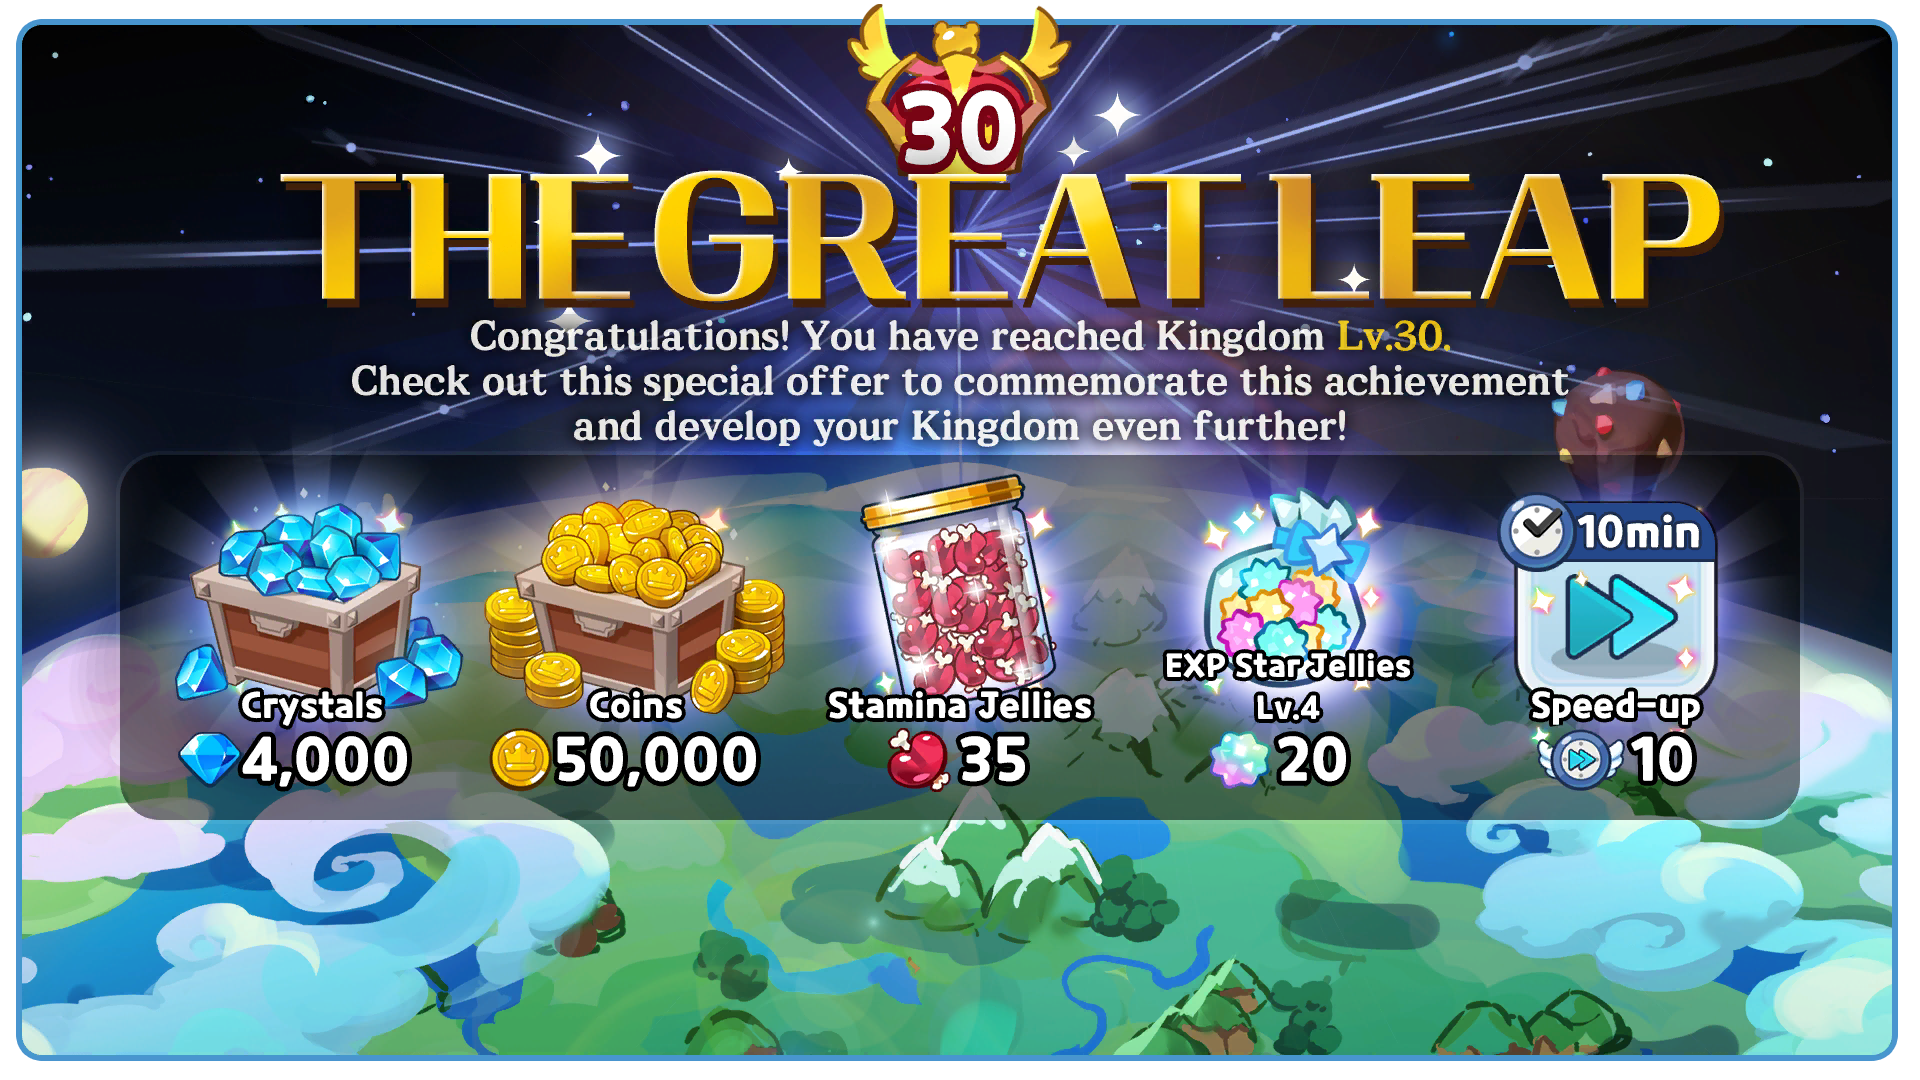 30
THE GREAT LEAP
Congratulations! You have reached Kingdom Lv.30.
Check out this special offer to commemorate this achievement
and develop your Kingdom even further!
10min
Crystals
4,000
Coins
50,000
Stamina Jellies
35
EXP Star Jellies
Lv.4
20
Speed-up
10